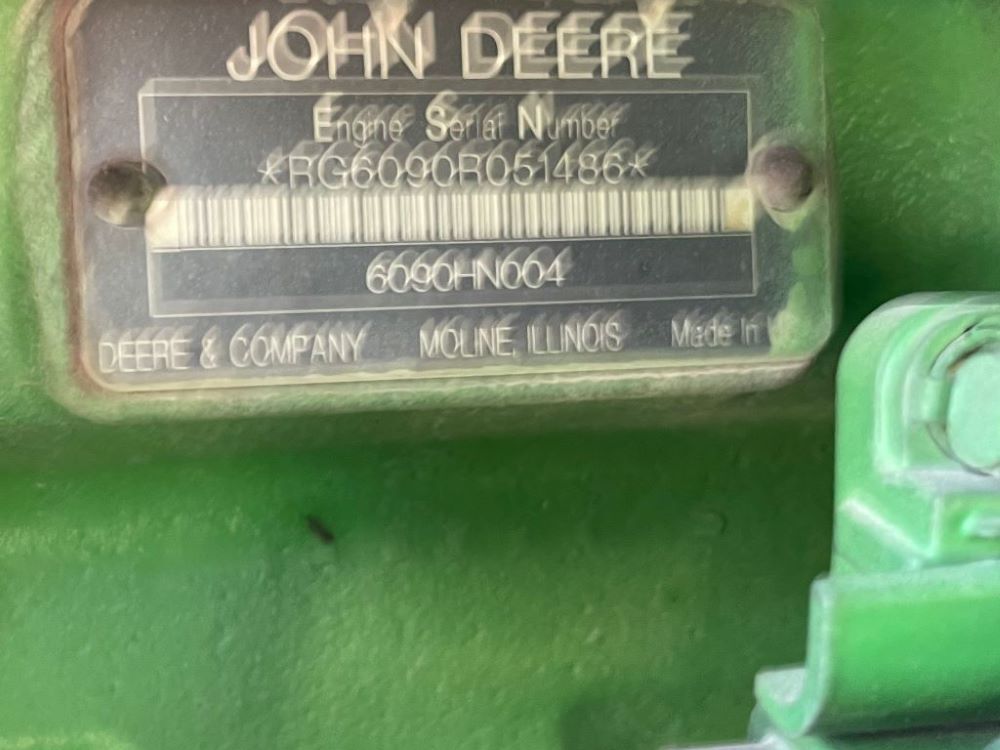 JOHN DEERE
Engine Serial Number
*RG6090R051486*
6090HN004
DEERE & COMPANY MOLINE, ILLINOIS Made In